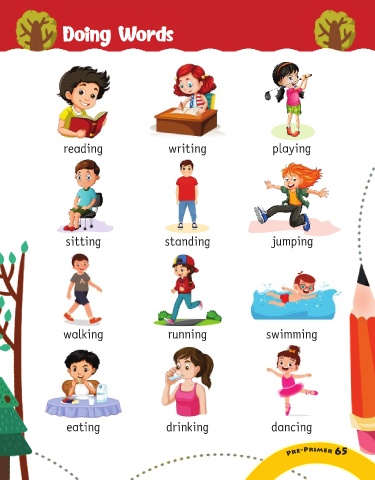 Doing Words
reading writing playing
sitting standing jumping
walking running swimming
eating drinking dancing
PRE-PRIMER 65